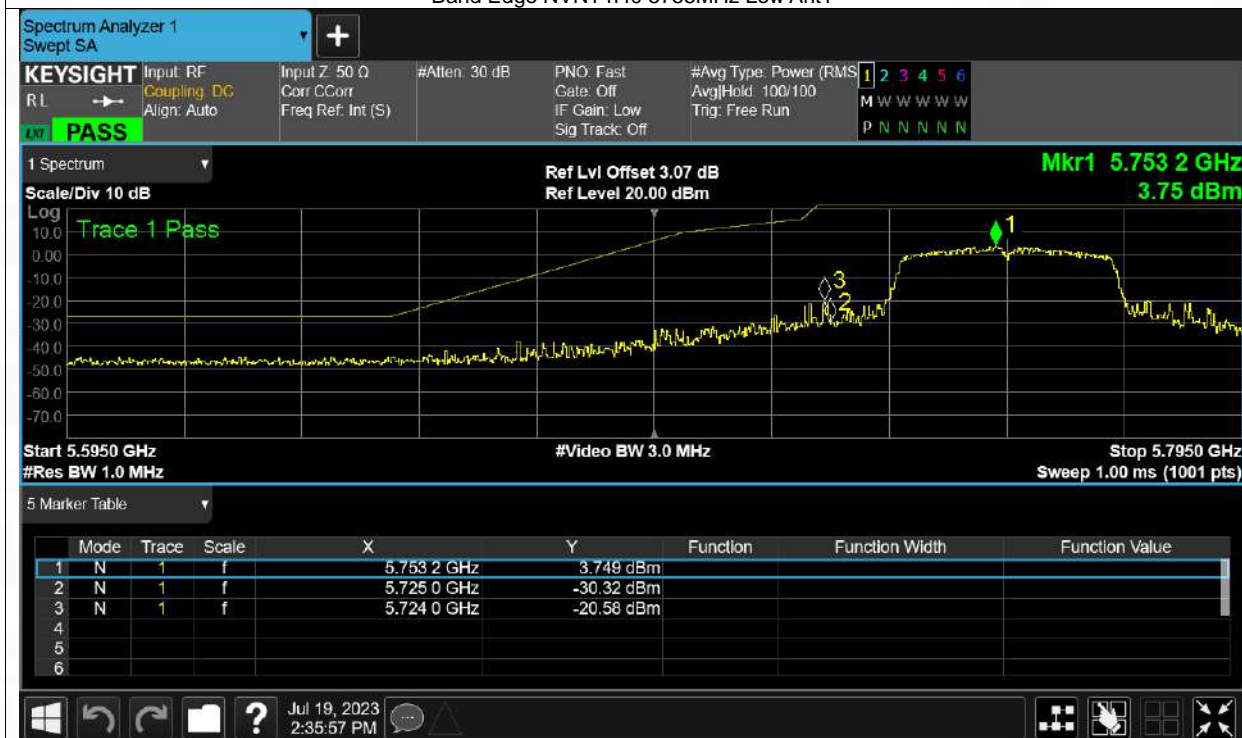 Band Edge NVNT n40 5755MHz Low Ant1
Spectrum Analyzer 1
Swept SA
KEYSIGHT
RL
LXI PASS
Input: RF
Coupling: DC
Align: Auto
Input Z: 50 Ω
Corr CCorr
Freq Ref: Int (S)
#Atten: 30 dB
PNO: Fast
Gate: Off
IF Gain: Low
Sig Track: Off
#Avg Type: Power (RMS
Avg|Hold: 100/100
Trig: Free Run
1 2 3 4 5 6
M W W W W W
P N N N N N
1 Spectrum
Scale/Div 10 dB
Ref Lvl Offset 3.07 dB
Ref Level 20.00 dBm
Mkr1 5.753 2 GHz
3.75 dBm
Log
Trace 1 Pass
10.0
0.00
-10.0
-20.0
-30.0
-40.0
-50.0
-60.0
-70.0
1
3
2
Start 5.5950 GHz
#Res BW 1.0 MHz
#Video BW 3.0 MHz
Stop 5.7950 GHz
Sweep 1.00 ms (1001 pts)
5 Marker Table
Mode Trace Scale X Y Function Function Width Function Value
1 N 1 f 5.753 2 GHz 3.749 dBm
2 N 1 f 5.725 0 GHz -30.32 dBm
3 N 1 f 5.724 0 GHz -20.58 dBm
4
5
6
?
Jul 19, 2023
2:35:57 PM